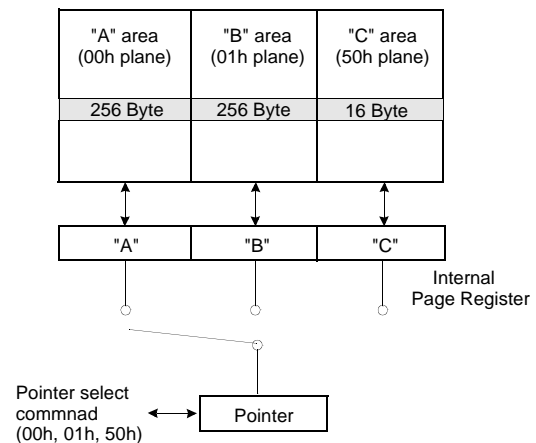 "A" area
(00h plane)
"B" area
(01h plane)
"C" area
(50h plane)
256 Byte
256 Byte
16 Byte
"A"
"B"
"C"
Internal
Page Register
Pointer select
commnad
(00h, 01h, 50h)
Pointer